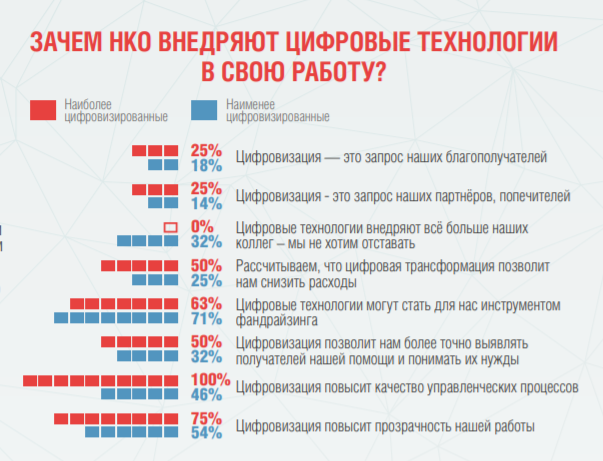 ЗАЧЕМ НКО ВНЕДРЯЮТ ЦИФРОВЫЕ ТЕХНОЛОГИИ
В СВОЮ РАБОТУ?
Наиболее
цифровизированные
Наименее
цифровизированные
25%
18%
Цифровизация — это запрос наших благополучателей
25%
14%
Цифровизация - это запрос наших партнёров, попечителей
0%
32%
Цифровые технологии внедряют всё больше наших
коллег – мы не хотим отставать
50%
25%
Рассчитываем, что цифровая трансформация позволит
нам снизить расходы
63%
71%
Цифровые технологии могут стать для нас инструментом
фандрайзинга
50%
32%
Цифровизация позволит нам более точно выявлять
получателей нашей помощи и понимать их нужды
100%
46%
Цифровизация повысит качество управленческих процессов
75%
54%
Цифровизация повысит прозрачность нашей работы